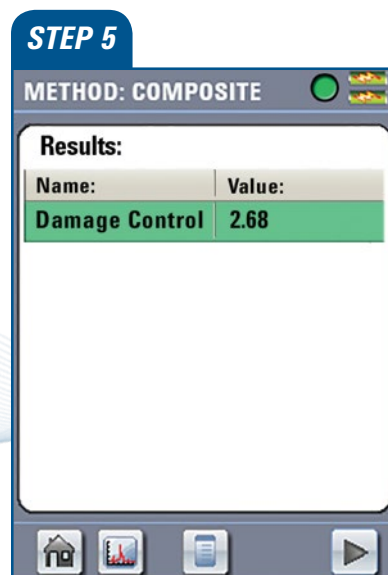 STEP 5
METHOD: COMPOSITE
Results:
Name: Value:
Damage Control 2.68